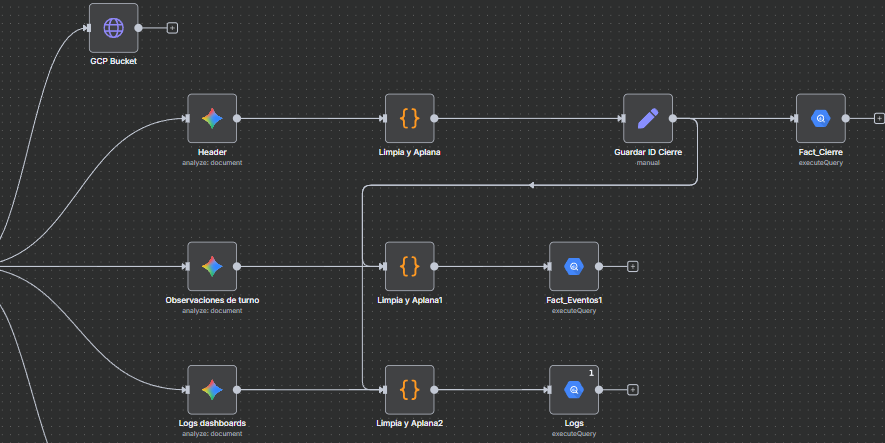 GCP Bucket
Header
analyze: document
Limpia y Aplana
Guardar ID Cierre
manual
Fact_Cierre
executeQuery
Observaciones de turno
analyze: document
Limpia y Aplana1
Fact_Eventos1
executeQuery
1
Logs dashboards
analyze: document
Limpia y Aplana2
Logs
executeQuery